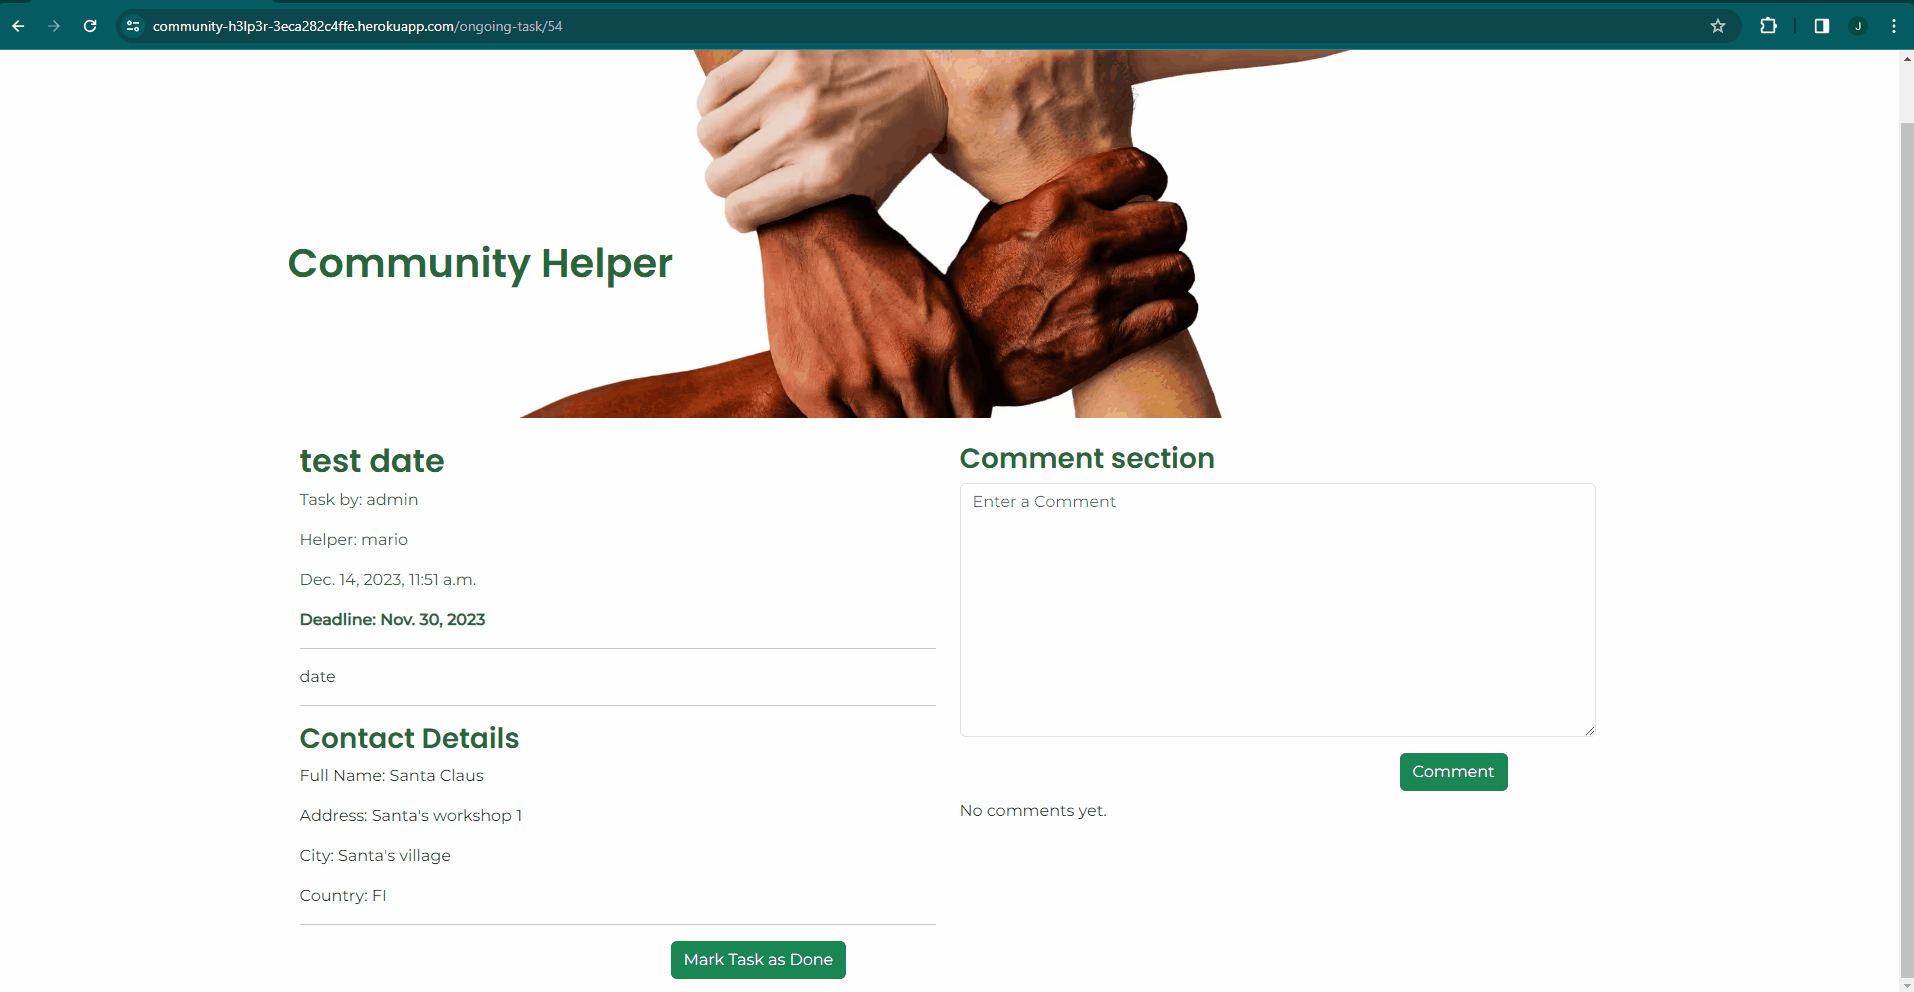 community-h3lp3r-3eca282c4ffe.herokuapp.com/ongoing-task/54
J
Community Helper
test date
Task by: admin
Helper: mario
Dec. 14, 2023, 11:51 a.m.
Deadline: Nov. 30, 2023
date
Contact Details
Full Name: Santa Claus
Address: Santa's workshop 1
City: Santa's village
Country: FI
Mark Task as Done
Comment section
Enter a Comment
Comment
No comments yet.